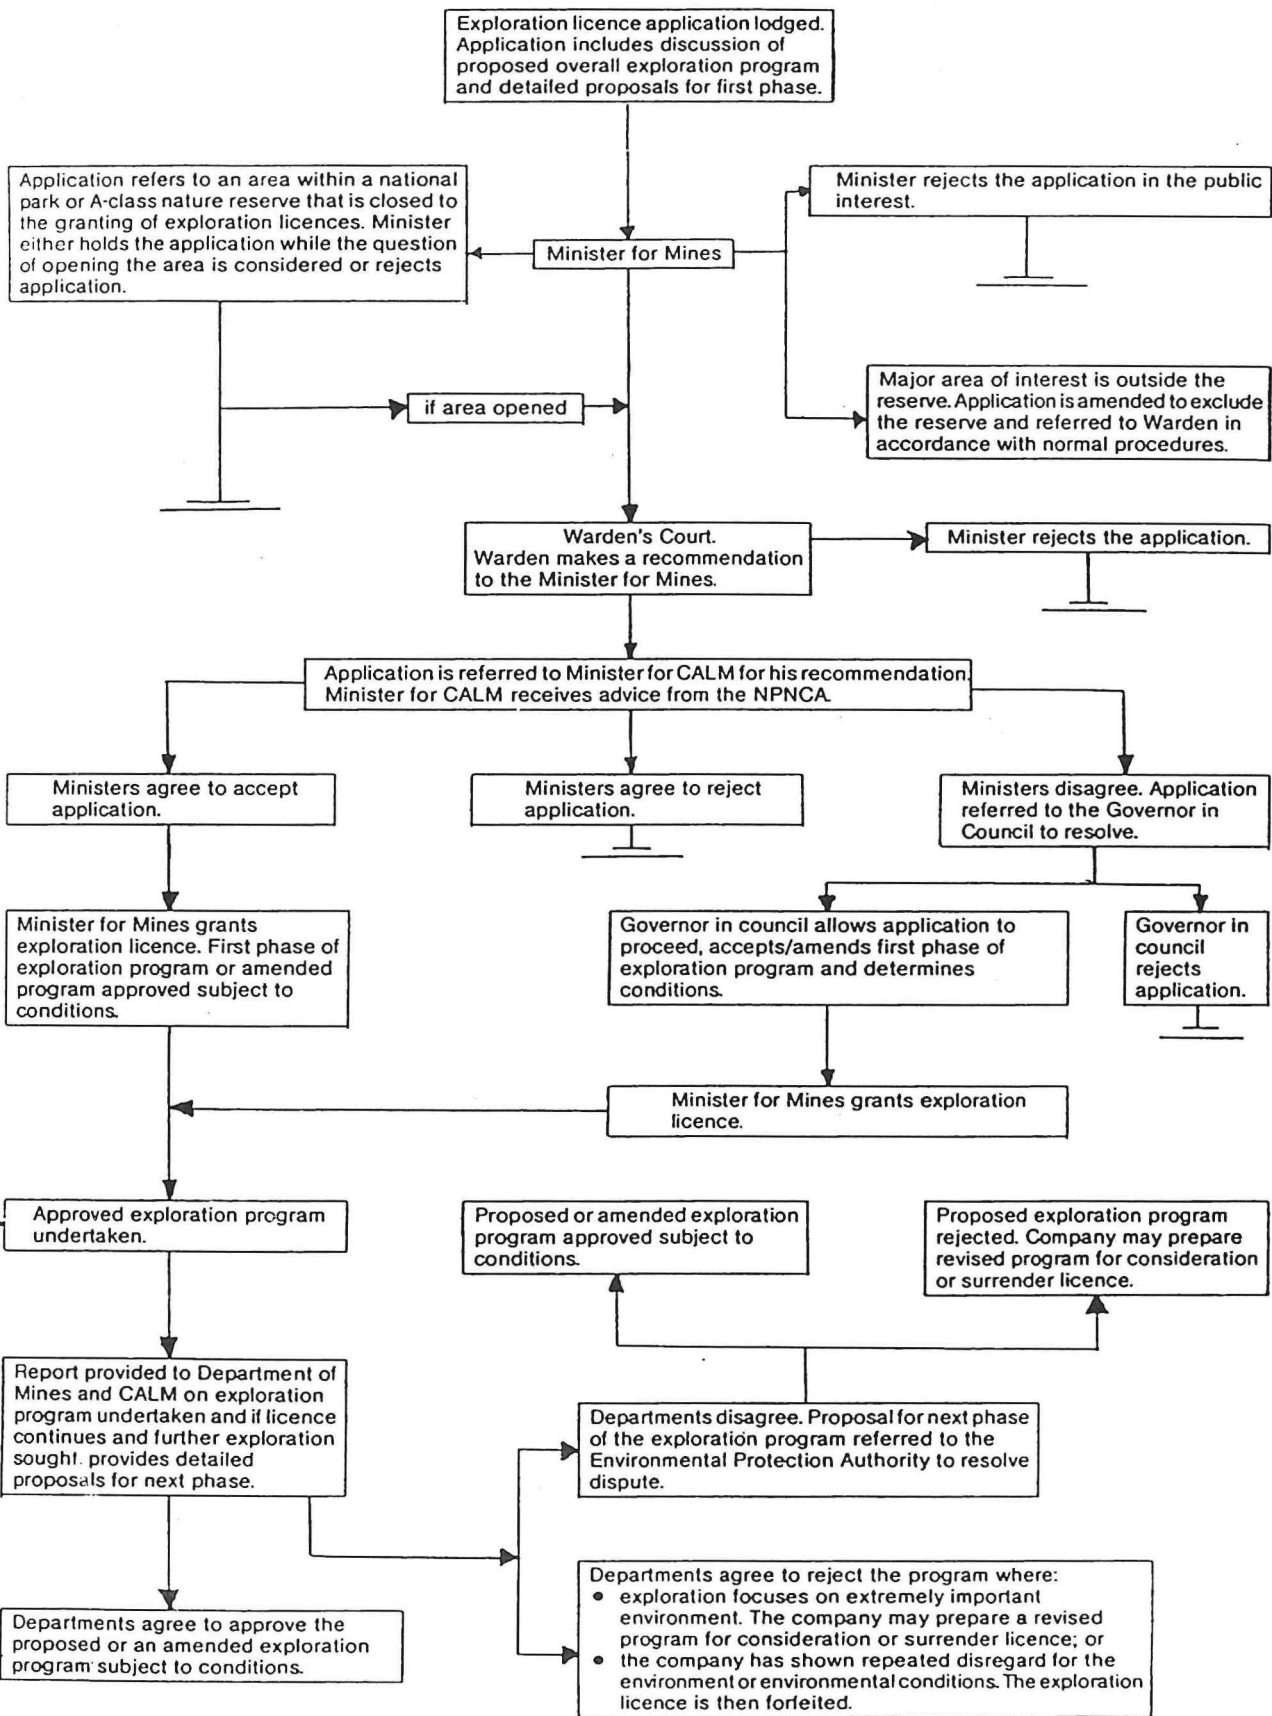 Exploration licence application lodged.
Application includes discussion of
proposed overall exploration program
and detailed proposals for first phase.
Application refers to an area within a national
park or A-class nature reserve that is closed to
the granting of exploration licences. Minister
either holds the application while the question
of opening the area is considered or rejects
application.
Minister for Mines
Minister rejects the application in the public
interest.
if area opened
Major area of interest is outside the
reserve. Application is amended to exclude
the reserve and referred to Warden in
accordance with normal procedures.
Warden's Court.
Warden makes a recommendation
to the Minister for Mines.
Minister rejects the application.
Application is referred to Minister for CALM for his recommendation.
Minister for CALM receives advice from the NPNCA.
Ministers agree to accept
application.
Ministers agree to reject
application.
Ministers disagree. Application
referred to the Governor in
Council to resolve.
Minister for Mines grants
exploration licence. First phase of
exploration program or amended
program approved subject to
conditions.
Governor in council allows application to
proceed, accepts/amends first phase of
exploration program and determines
conditions.
Governor in
council
rejects
application.
Minister for Mines grants exploration
licence.
Approved exploration program
undertaken.
Proposed or amended exploration
program approved subject to
conditions.
Proposed exploration program
rejected. Company may prepare
revised program for consideration
or surrender licence.
Report provided to Department of
Mines and CALM on exploration
program undertaken and if licence
continues and further exploration
sought, provides detailed
proposals for next phase.
Departments disagree. Proposal for next phase
of the exploration program referred to the
Environmental Protection Authority to resolve
dispute.
Departments agree to approve the
proposed or an amended exploration
program subject to conditions.
Departments agree to reject the program where:
• exploration focuses on extremely important
environment. The company may prepare a revised
program for consideration or surrender licence; or
• the company has shown repeated disregard for the
environment or environmental conditions. The exploration
licence is then forfeited.